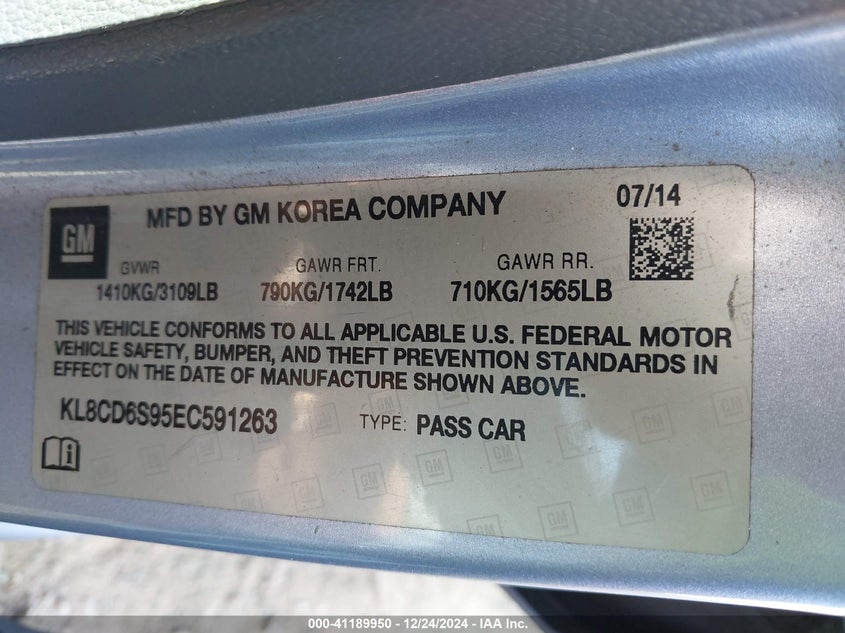 GM
MFD BY GM KOREA COMPANY
07/14
GVWR GAWR FRT. GAWR RR.
1410KG/3109LB 790KG/1742LB 710KG/1565LB
THIS VEHICLE CONFORMS TO ALL APPLICABLE U.S. FEDERAL MOTOR
VEHICLE SAFETY, BUMPER, AND THEFT PREVENTION STANDARDS IN
EFFECT ON THE DATE OF MANUFACTURE SHOWN ABOVE.
KL8CD6S95EC591263 TYPE: PASS CAR
000-41189950 - 12/24/2024 - IAA Inc.